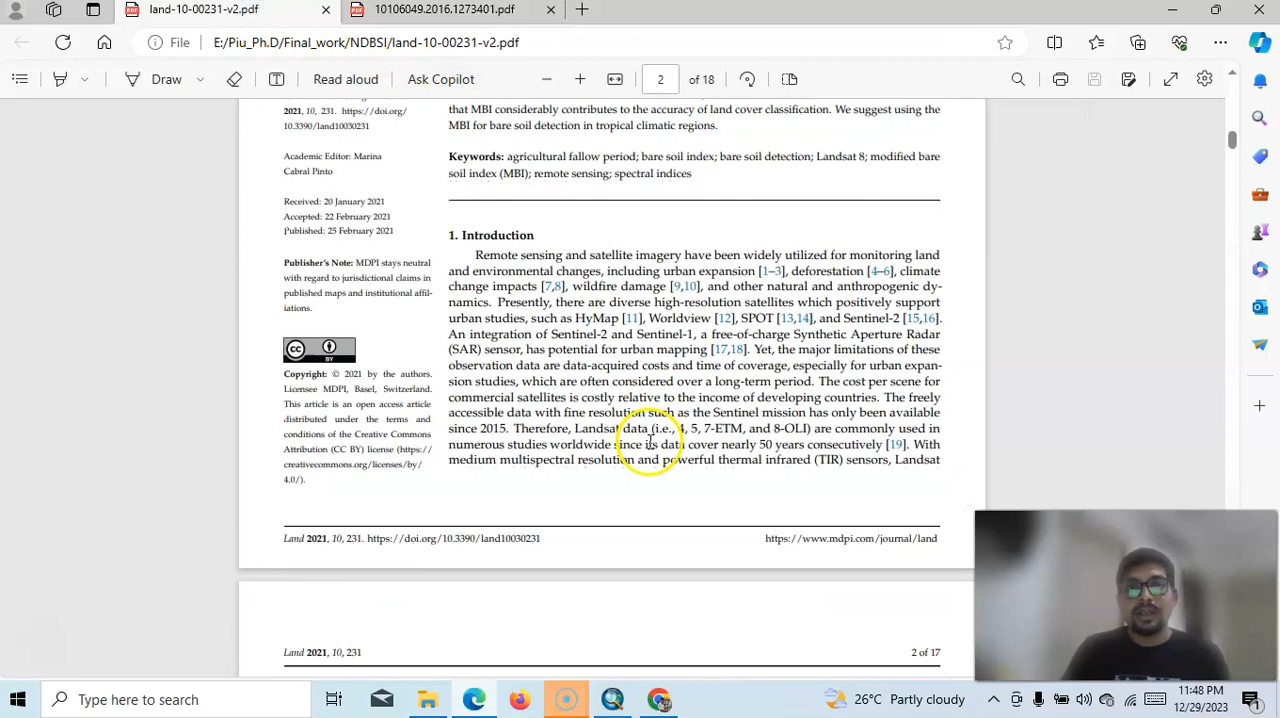 land-10-00231-v2.pdf
10106049.2016.1273401.pdf
File
E:/Piu_Ph.D/Final_work/NDBSI/land-10-00231-v2.pdf
Draw
Read aloud
Ask Copilot
2
of 18
2021, 10, 231. https://doi.org/
10.3390/land10030231
Academic Editor: Marina
Cabral Pinto
Received: 20 January 2021
Accepted: 22 February 2021
Published: 25 February 2021
Publisher's Note: MDPI stays neutral
with regard to jurisdictional claims in
published maps and institutional affil-
iations.
CC BY
Copyright: © 2021 by the authors.
Licensee MDPI, Basel, Switzerland.
This article is an open access article
distributed under the terms and
conditions of the Creative Commons
Attribution (CC BY) license (https://
creativecommons.org/licenses/by/
4.0/).
that MBI considerably contributes to the accuracy of land cover classification. We suggest using the
MBI for bare soil detection in tropical climatic regions.
Keywords: agricultural fallow period; bare soil index; bare soil detection; Landsat 8; modified bare
soil index (MBI); remote sensing; spectral indices
1. Introduction
Remote sensing and satellite imagery have been widely utilized for monitoring land
and environmental changes, including urban expansion [1–3], deforestation [4–6], climate
change impacts [7,8], wildfire damage [9,10], and other natural and anthropogenic dy-
namics. Presently, there are diverse high-resolution satellites which positively support
urban studies, such as HyMap [11], Worldview [12], SPOT [13,14], and Sentinel-2 [15,16].
An integration of Sentinel-2 and Sentinel-1, a free-of-charge Synthetic Aperture Radar
(SAR) sensor, has potential for urban mapping [17,18]. Yet, the major limitations of these
observation data are data-acquired costs and time of coverage, especially for urban expan-
sion studies, which are often considered over a long-term period. The cost per scene for
commercial satellites is costly relative to the income of developing countries. The freely
accessible data with fine resolution such as the Sentinel mission has only been available
since 2015. Therefore, Landsat data (i.e., 4, 5, 7-ETM, and 8-OLI) are commonly used in
numerous studies worldwide since its data cover nearly 50 years consecutively [19]. With
medium multispectral resolution and powerful thermal infrared (TIR) sensors, Landsat
Land 2021, 10, 231. https://doi.org/10.3390/land10030231
https://www.mdpi.com/journal/land
Land 2021, 10, 231
2 of 17
Type here to search
26°C Partly cloudy
11:48 PM
12/29/2023
1